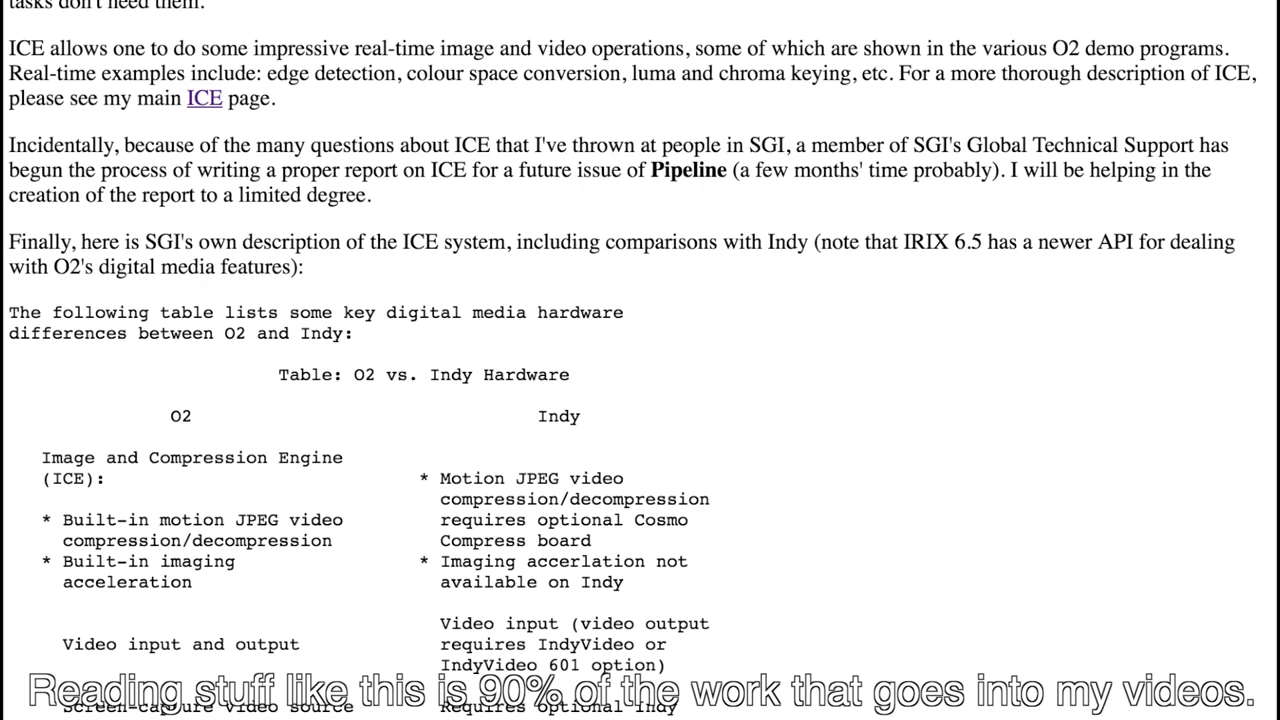 tasks don't need them.
ICE allows one to do some impressive real-time image and video operations, some of which are shown in the various O2 demo programs.
Real-time examples include: edge detection, colour space conversion, luma and chroma keying, etc. For a more thorough description of ICE,
please see my main ICE page.
Incidentally, because of the many questions about ICE that I've thrown at people in SGI, a member of SGI's Global Technical Support has
begun the process of writing a proper report on ICE for a future issue of Pipeline (a few months' time probably). I will be helping in the
creation of the report to a limited degree.
Finally, here is SGI's own description of the ICE system, including comparisons with Indy (note that IRIX 6.5 has a newer API for dealing
with O2's digital media features):
The following table lists some key digital media hardware
differences between O2 and Indy:
Table: O2 vs. Indy Hardware
O2 Indy
Image and Compression Engine
(ICE): * Motion JPEG video
compression/decompression
* Built-in motion JPEG video requires optional Cosmo
compression/decompression Compress board
* Built-in imaging * Imaging accerlation not
acceleration available on Indy
Video input (video output
Video input and output requires IndyVideo or
IndyVideo 601 option)
Reading stuff like this is 90% of the work that goes into my videos.
Screen-capture video source Requires optional Indy